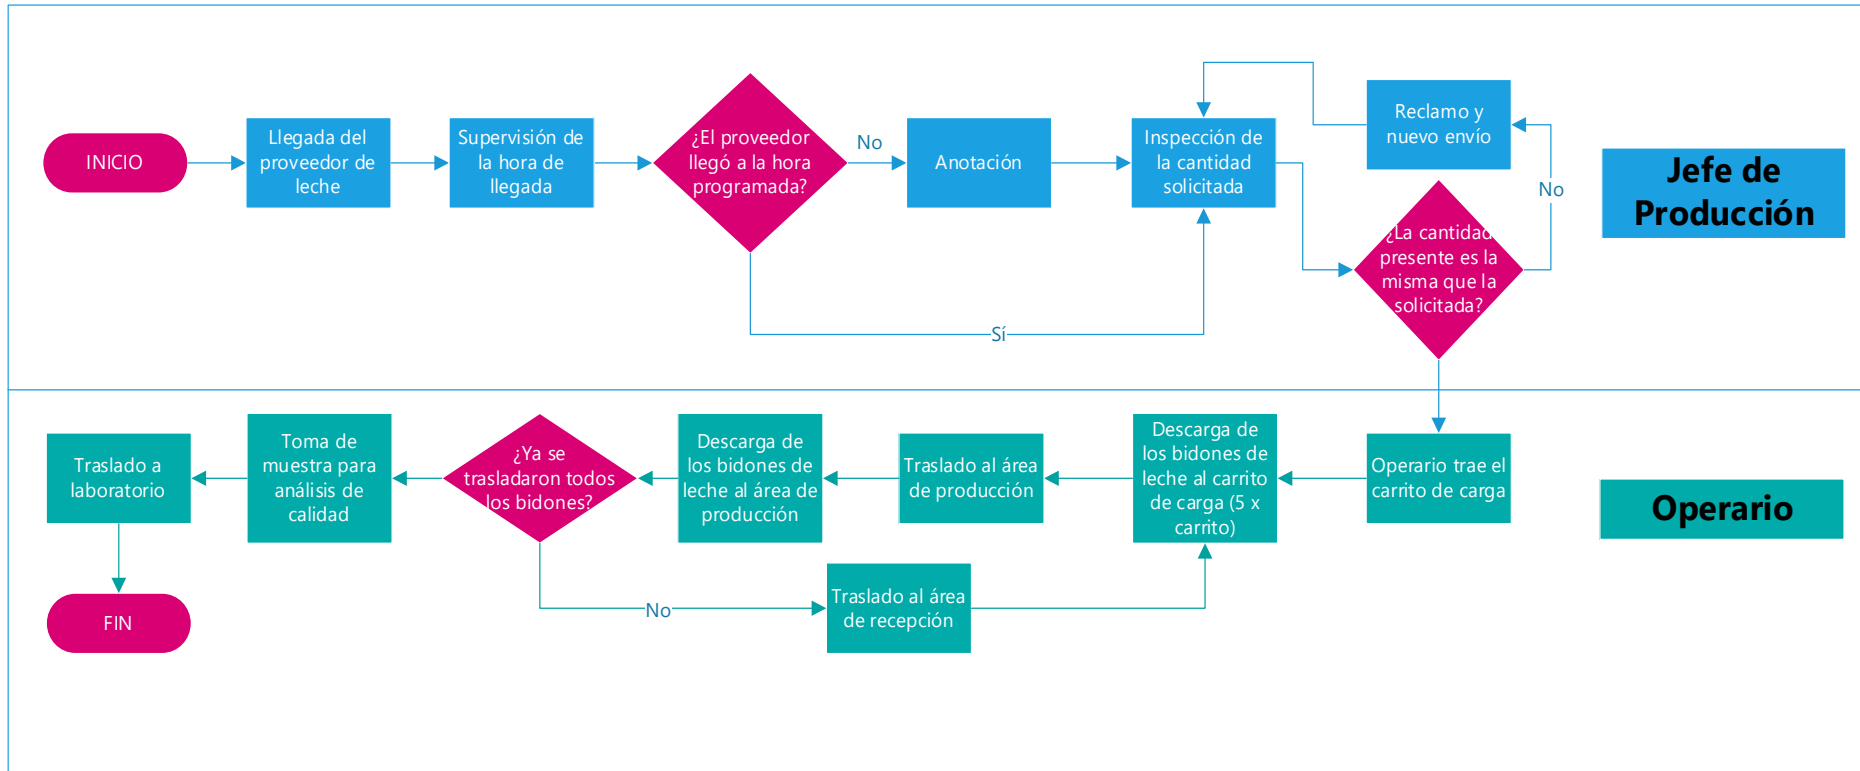 INICIO
Llegada del
proveedor de
leche
Supervisión de
la hora de
llegada
¿El proveedor
llegó a la hora
programada?
No
Anotación
Inspección de
la cantidad
solicitada
Reclamo y
nuevo envío
No
¿La cantidad
presente es la
misma que la
solicitada?
Sí
Jefe de
Producción
Traslado a
laboratorio
Toma de
muestra para
análisis de
calidad
¿Ya se
trasladaron todos
los bidones?
Descarga de
los bidones de
leche al área de
producción
Traslado al área
de producción
Descarga de
los bidones de
leche al carrito
de carga (5 x
carrito)
Operario trae el
carrito de carga
Operario
FIN
No
Traslado al área
de recepción